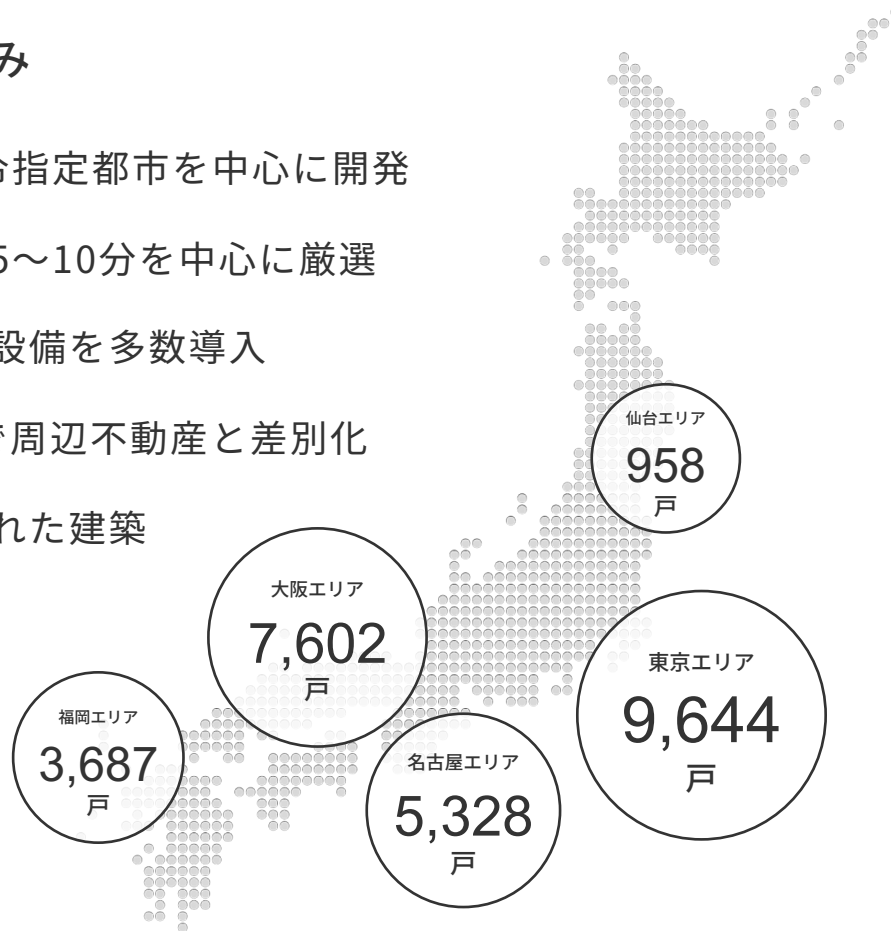 み
令指定都市を中心に開発
5〜10分を中心に厳選
設備を多数導入
で周辺不動産と差別化
れた建築
仙台エリア
958
戸
大阪エリア
7,602
戸
東京エリア
9,644
戸
福岡エリア
3,687
戸
名古屋エリア
5,328
戸